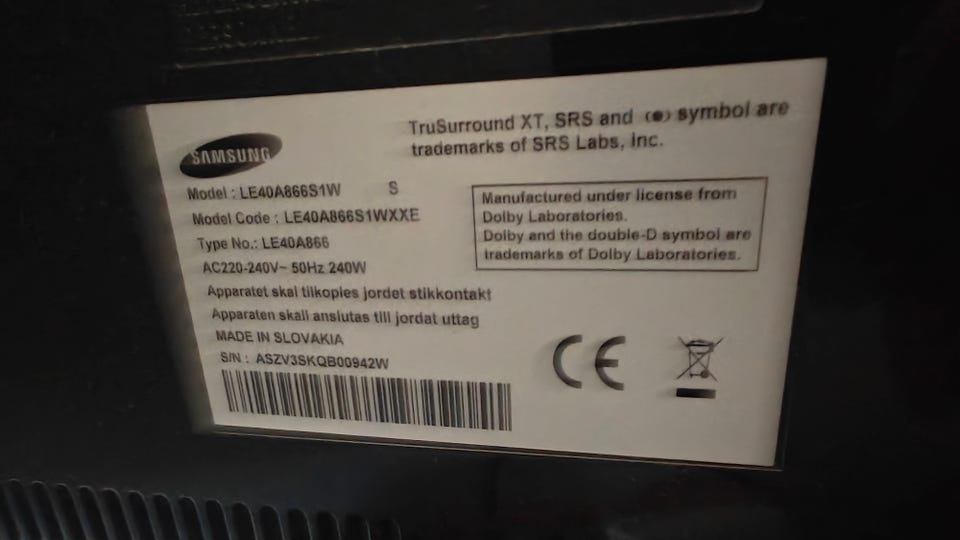 SAMSUNG
Model : LE40A866S1W S
Model Code : LE40A866S1WXXE
Type No.: LE40A866
AC220-240V~ 50Hz 240W
Apparatet skal tilkoples jordet stikkontakt
Apparaten skall anslutas till jordat uttag
MADE IN SLOVAKIA
S/N : ASZV3SKQB00942W
TruSurround XT, SRS and (●) symbol are
trademarks of SRS Labs, Inc.
Manufactured under license from
Dolby Laboratories.
Dolby and the double-D symbol are
trademarks of Dolby Laboratories.
CE